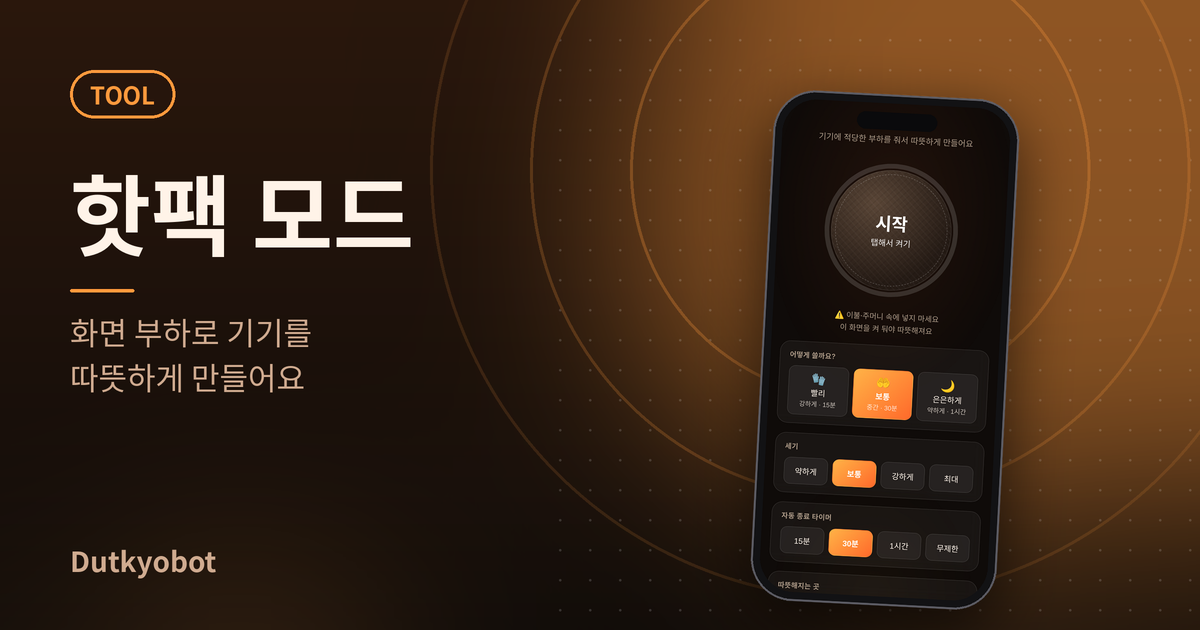 TOOL
핫팩 모드
화면 부하로 기기를
따뜻하게 만들어요
Dutkyobot
기기에 적당한 부하를 줘서 따뜻하게 만들어요
시작
탭해서 켜기
⚠️ 이불·주머니 속에 넣지 마세요
이 화면을 켜 둬야 따뜻해져요
어떻게 쓸까요?
빨리
강하게 · 15분
보통
중간 · 30분
은은하게
약하게 · 1시간
세기
약하게
보통
강하게
최대
자동 종료 타이머
15분
30분
1시간
무제한
따뜻해지는 곳